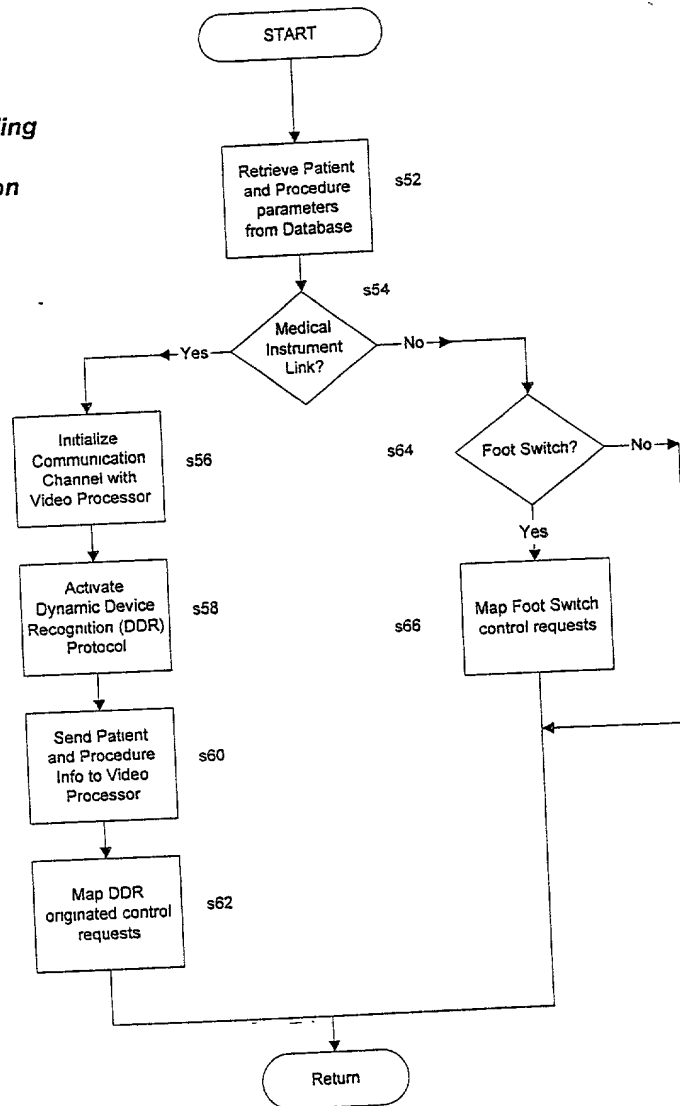 START
ing
on
Retrieve Patient
and Procedure
parameters
from Database
s52
s54
Medical
Instrument
Link?
Yes
No
Initialize
Communication
Channel with
Video Processor
s56
s64
Foot Switch?
No
Yes
Activate
Dynamic Device
Recognition (DDR)
Protocol
s58
Map Foot Switch
control requests
s66
Send Patient
and Procedure
Info to Video
Processor
s60
Map DDR
originated control
requests
s62
Return